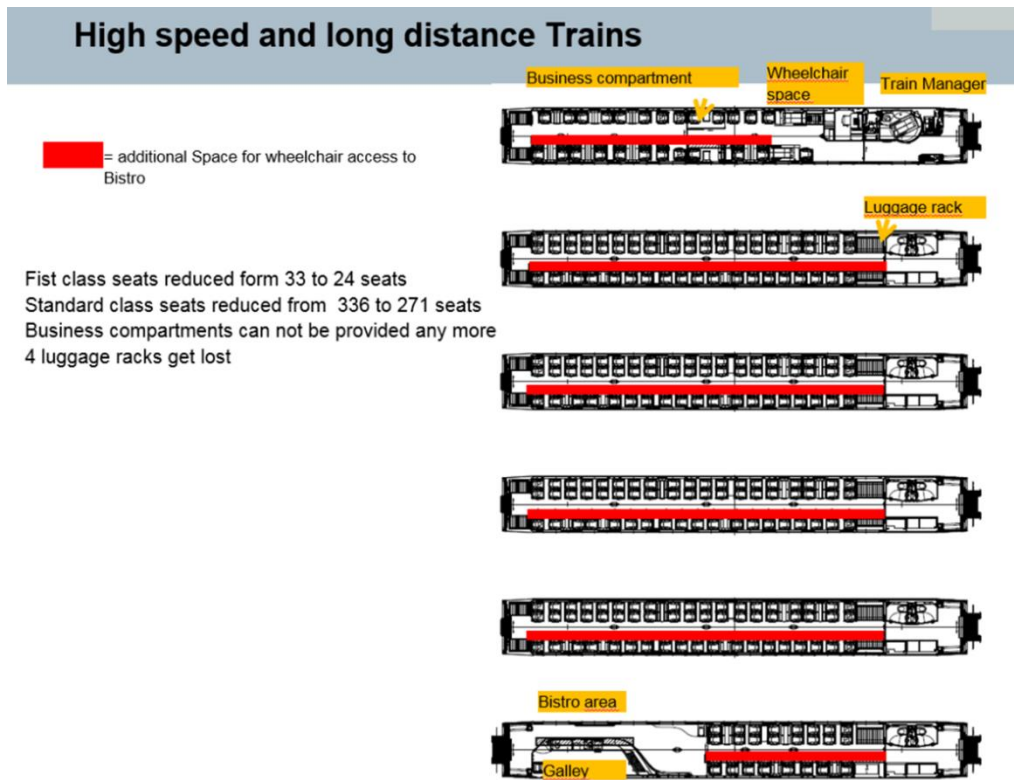 High speed and long distance Trains
Business compartment
Wheelchair
space
Train Manager
= additional Space for wheelchair access to
Bistro
Luggage rack
Fist class seats reduced form 33 to 24 seats
Standard class seats reduced from 336 to 271 seats
Business compartments can not be provided any more
4 luggage racks get lost
Bistro area
Galley